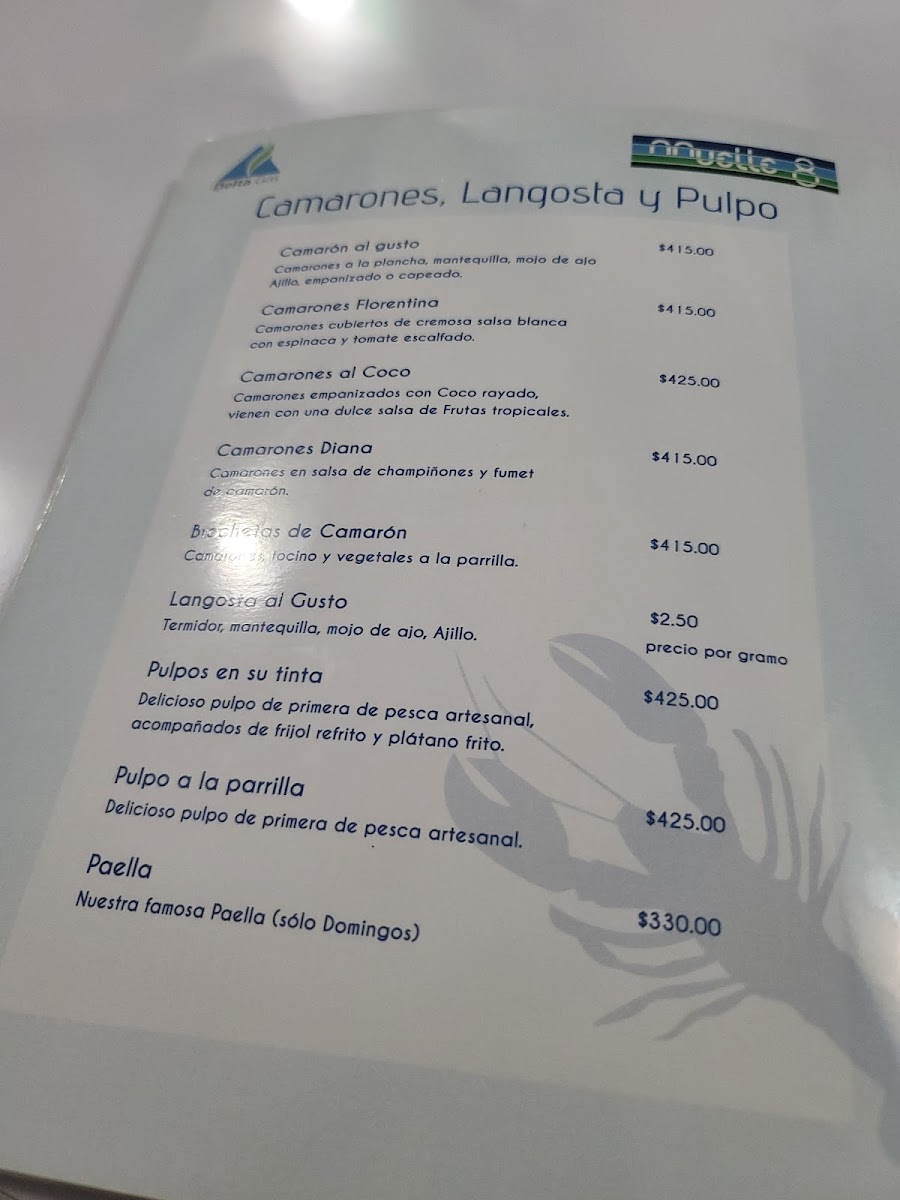 Delta Gas
Muelle 8
Camarones, Langosta y Pulpo
Camarón al gusto $415.00
Camarones a la plancha, mantequilla, mojo de ajo
Ajillo, empanizado o capeado.
Camarones Florentina $415.00
Camarones cubiertos de cremosa salsa blanca
con espinaca y tomate escalfado.
Camarones al Coco $425.00
Camarones empanizados con Coco rayado,
vienen con una dulce salsa de Frutas tropicales.
Camarones Diana $415.00
Camarones en salsa de champiñones y fumet
de camarón.
Brochetas de Camarón $415.00
Camarones, tocino y vegetales a la parrilla.
Langosta al Gusto $2.50
Termidor, mantequilla, mojo de ajo, Ajillo. precio por gramo
Pulpos en su tinta $425.00
Delicioso pulpo de primera de pesca artesanal,
acompañados de frijol refrito y plátano frito.
Pulpo a la parrilla $425.00
Delicioso pulpo de primera de pesca artesanal.
Paella $330.00
Nuestra famosa Paella (sólo Domingos)